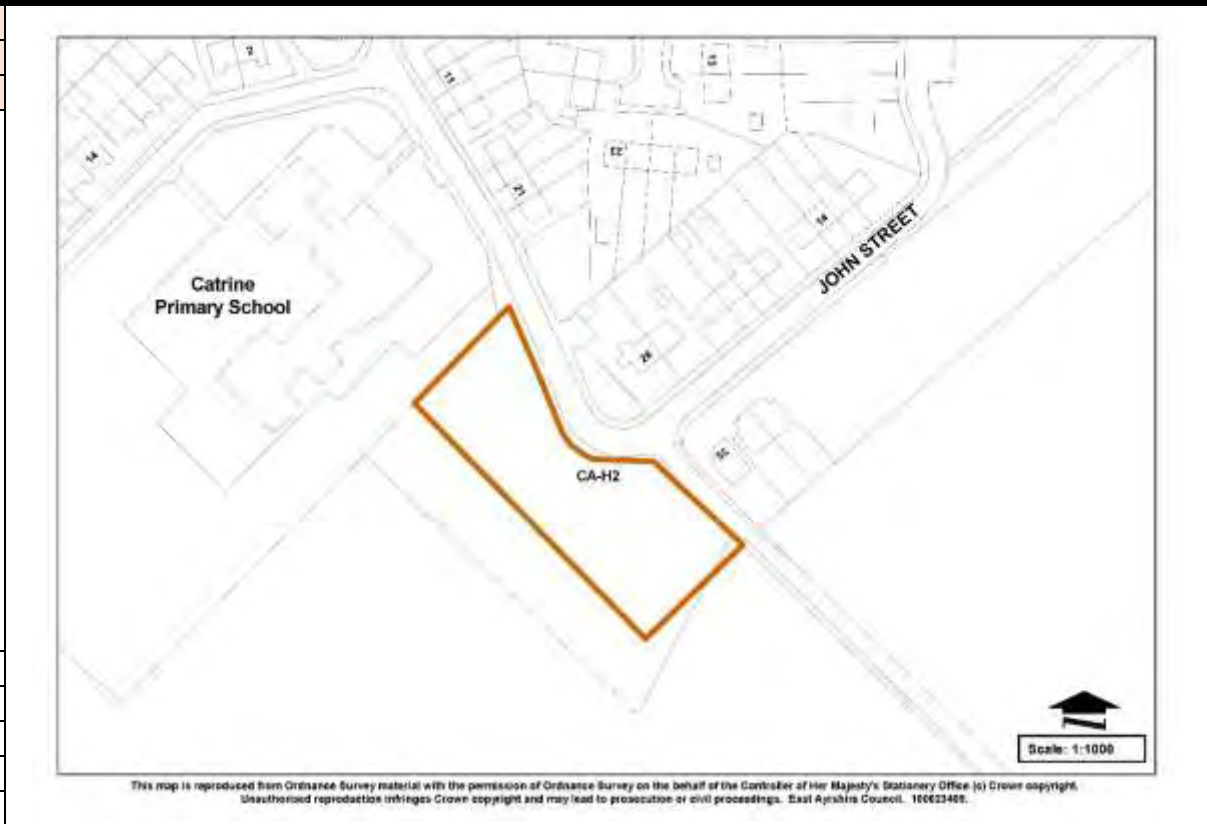 2
11
14
21
23
14
JOHN STREET
Catrine
Primary School
28
CA-H2
Scale: 1:1000
This map is reproduced from Ordnance Survey material with the permission of Ordnance Survey on the behalf of the Controller of Her Majesty's Stationery Office (c) Crown copyright.
Unauthorised reproduction infringes Crown copyright and may lead to prosecution or civil proceedings. East Ayrshire Council. 100023409.